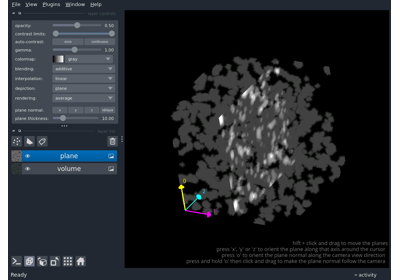 File View Plugins Window Help
opacity: 0.50
contrast limits:
auto-contrast: once continuous
gamma: 1.00
colormap: gray
blending: additive
interpolation: linear
depiction: plane
rendering: average
plane normal: x y z oblique
plane thickness: 10.00
plane
volume
0
2
shift + click and drag to move the planes
press 'x', 'y' or 'z' to orient the plane along that axis around the cursor
press 'o' to orient the plane normal along the camera view direction
press and hold 'o' then click and drag to make the plane normal follow the camera
Ready
activity